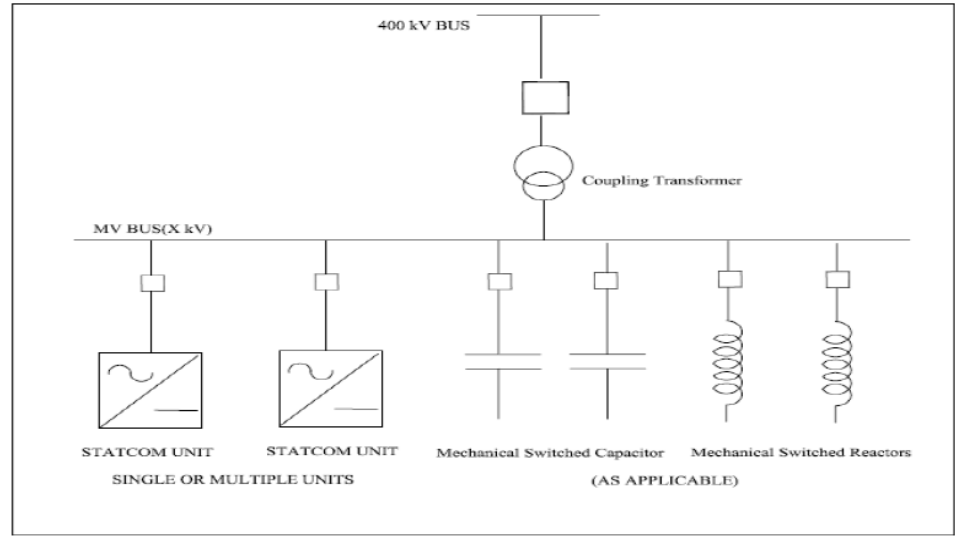 400 kV BUS
Coupling Transformer
MV BUS(X kV)
STATCOM UNIT
STATCOM UNIT
Mechanical Switched Capacitor
Mechanical Switched Reactors
SINGLE OR MULTIPLE UNITS
(AS APPLICABLE)